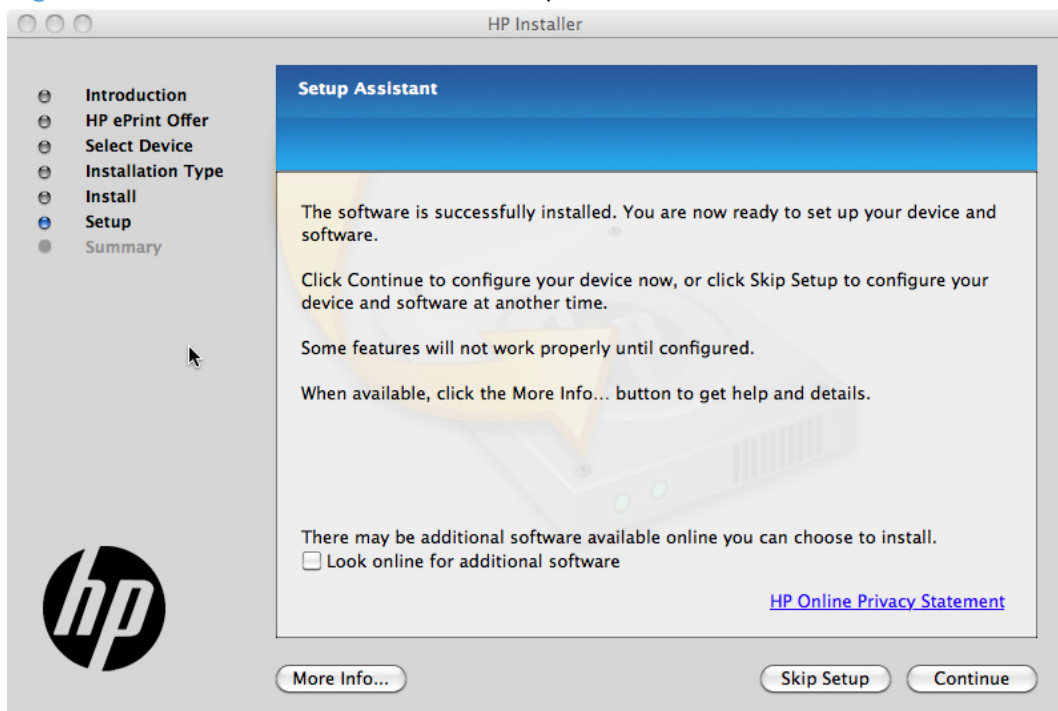 HP Installer
Introduction
HP ePrint Offer
Select Device
Installation Type
Install
Setup
Summary
Setup Assistant
The software is successfully installed. You are now ready to set up your device and
software.
Click Continue to configure your device now, or click Skip Setup to configure your
device and software at another time.
Some features will not work properly until configured.
When available, click the More Info... button to get help and details.
There may be additional software available online you can choose to install.
Look online for additional software
HP Online Privacy Statement
hp
More Info...
Skip Setup
Continue